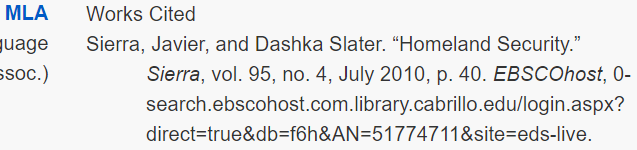 MLA
guage
ssoc.)
Works Cited
Sierra, Javier, and Dashka Slater. “Homeland Security.”
Sierra, vol. 95, no. 4, July 2010, p. 40. EBSCOhost, 0-
search.ebscohost.com.library.cabrillo.edu/login.aspx?
direct=true&db=f6h&AN=51774711&site=eds-live.